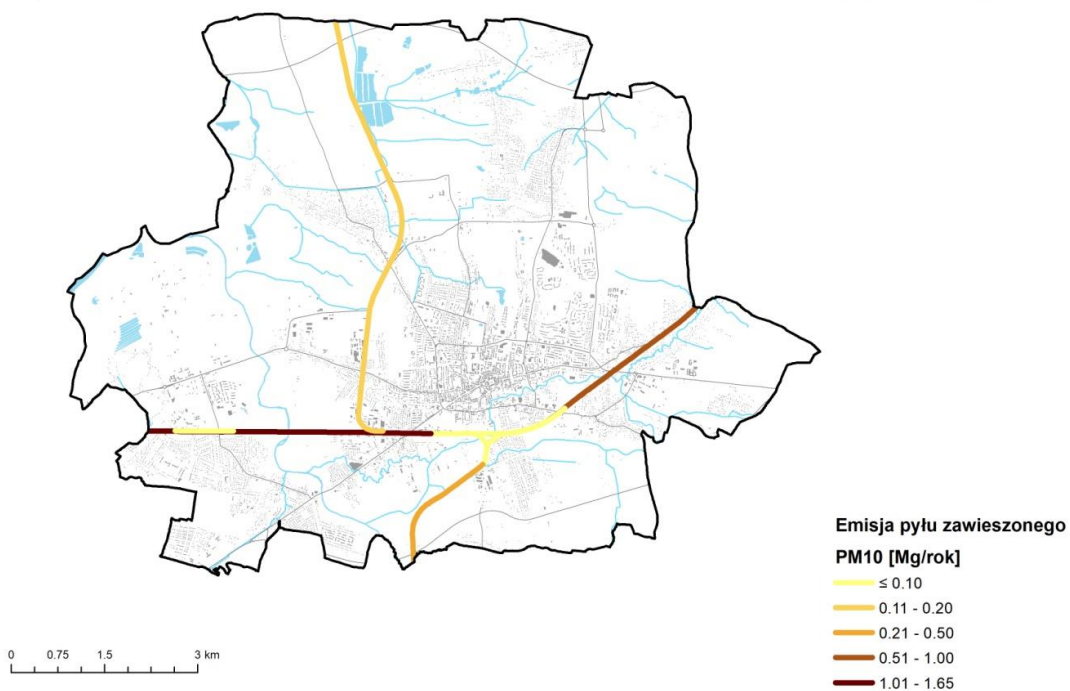 Emisja pyłu zawieszonego
PM10 [Mg/rok]
≤ 0.10
0.11 - 0.20
0.21 - 0.50
0.51 - 1.00
1.01 - 1.65
0 0.75 1.5 3 km